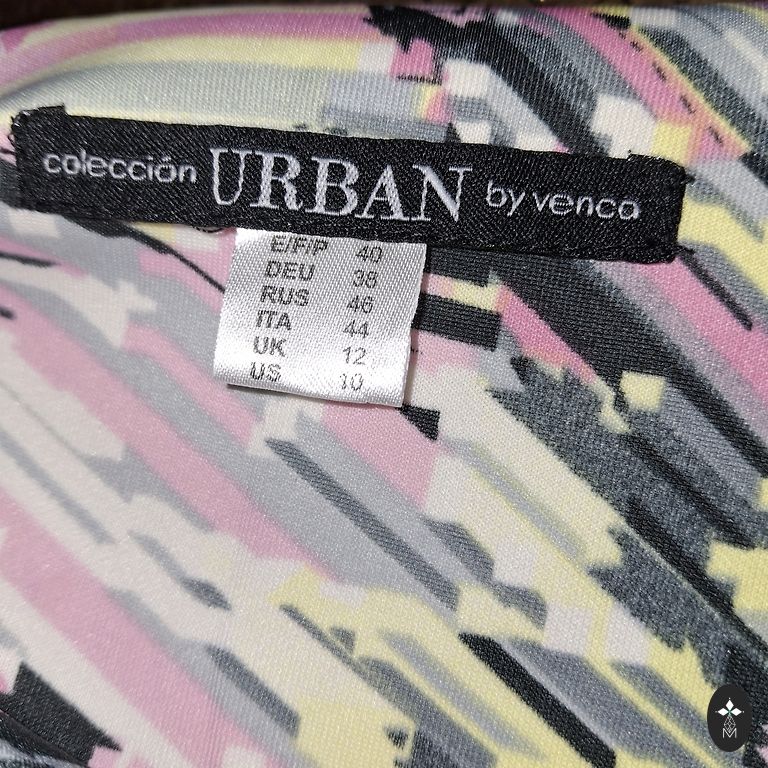 colección URBAN by venca
E/F/P 40
DEU 38
RUS 46
ITA 44
UK 12
US 10